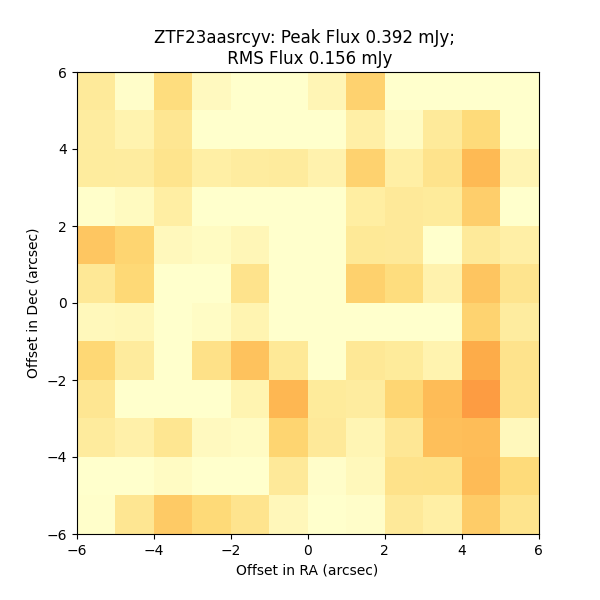 ZTF23aasrcyv: Peak Flux 0.392 mJy;
RMS Flux 0.156 mJy
6
4
2
0
−2
−4
−6
Offset in Dec (arcsec)
−6 −4 −2 0 2 4 6
Offset in RA (arcsec)